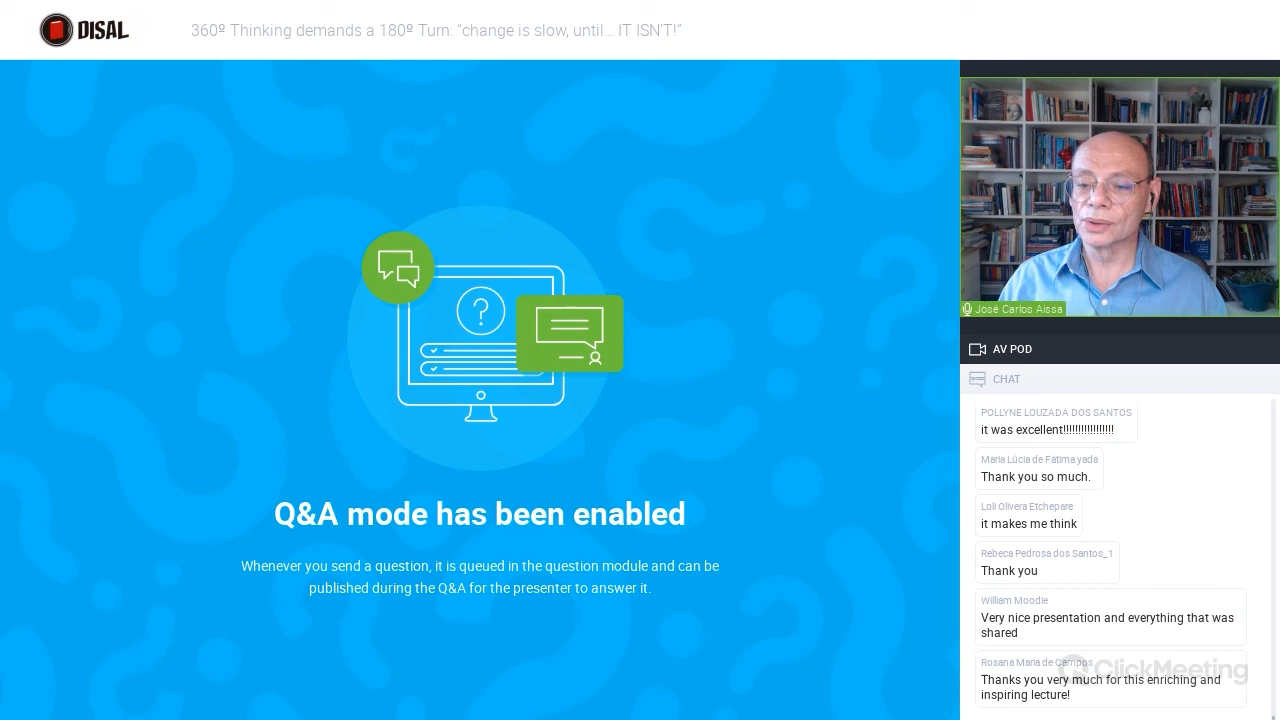 DISAL
360º Thinking demands a 180º Turn: “change is slow, until... IT ISN'T!”
Q&A mode has been enabled
Whenever you send a question, it is queued in the question module and can be
published during the Q&A for the presenter to answer it.
Jose Carlos Aissa
AV POD
CHAT
POLLYNE LOUZADA DOS SANTOS
it was excellent!!!!!!!!!!!!!!!!!
Maria Lúcia de Fátima yada
Thank you so much.
Loli Olivera Etchepare
it makes me think
Rebeca Pedrosa dos Santos_1
Thank you
William Moodie
Very nice presentation and everything that was
shared
Rosana Maria de Campos
ClickMeeting
Thanks you very much for this enriching and
inspiring lecture!